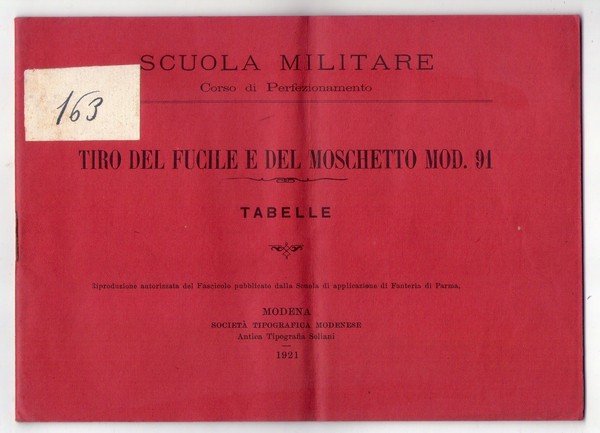 SCUOLA MILITARE
Corso di Perfezionamento
163
TIRO DEL FUCILE E DEL MOSCHETTO MOD. 91
TABELLE
Riproduzione autorizzata del Fascicolo pubblicato dalla Scuola di applicazione di Fanteria di Parma.
MODENA
SOCIETÀ TIPOGRAFICA MODENESE
Antica Tipografia Soliani
1921